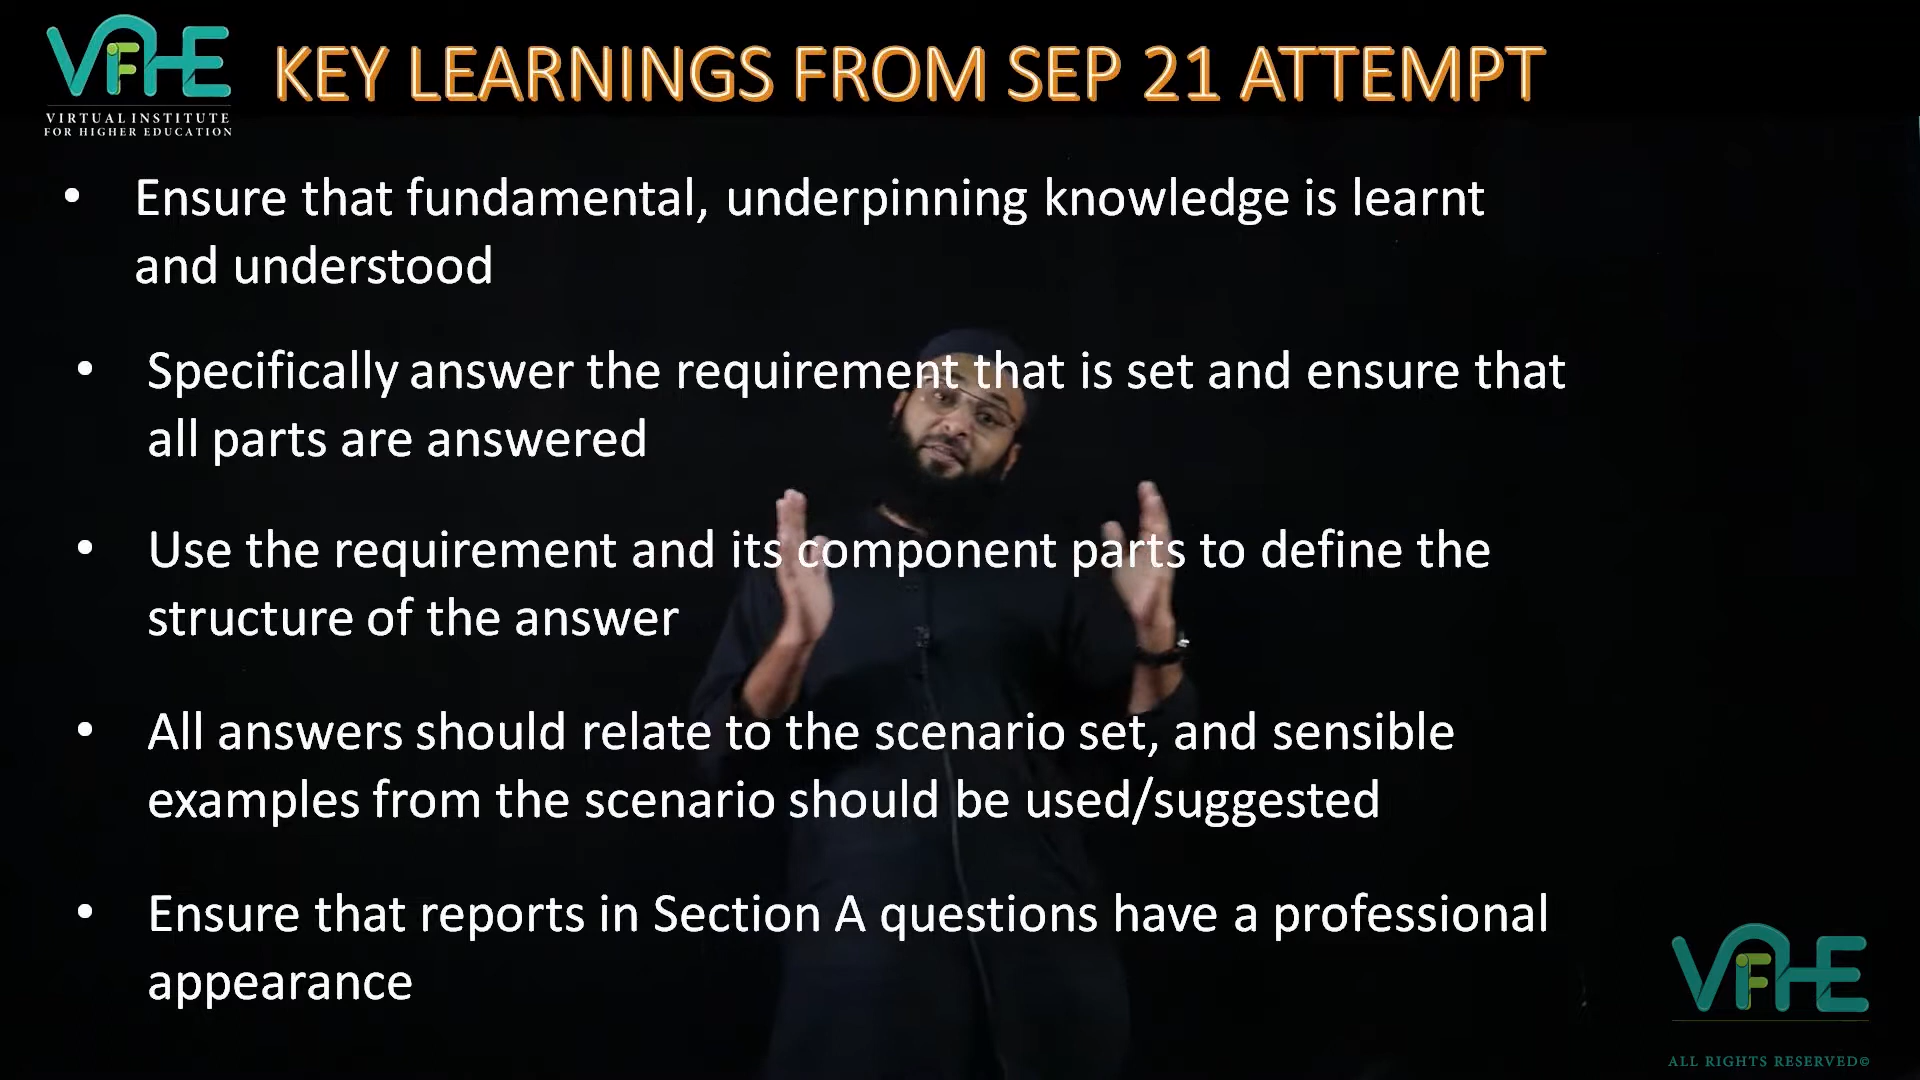 VIFHE
VIRTUAL INSTITUTE
FOR HIGHER EDUCATION
KEY LEARNINGS FROM SEP 21 ATTEMPT
• Ensure that fundamental, underpinning knowledge is learnt
and understood
• Specifically answer the requirement that is set and ensure that
all parts are answered
• Use the requirement and its component parts to define the
structure of the answer
• All answers should relate to the scenario set, and sensible
examples from the scenario should be used/suggested
• Ensure that reports in Section A questions have a professional
appearance
VIFHE
ALL RIGHTS RESERVED©